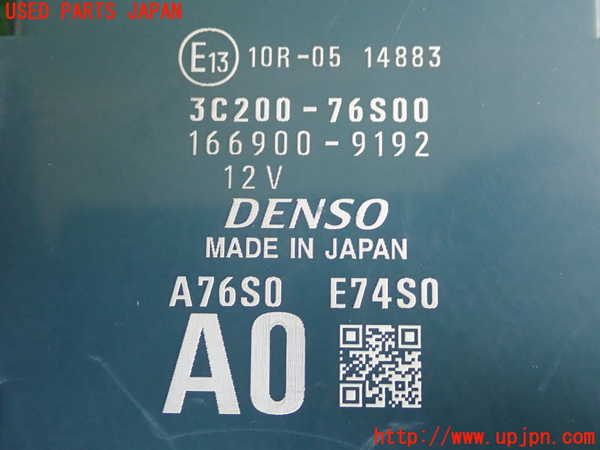 USED PARTS JAPAN
E13 10R-05 14883
3C200-76S00
166900-9192
12V
DENSO
MADE IN JAPAN
A76S0 E74S0
A0
https://www.upjpn.com/